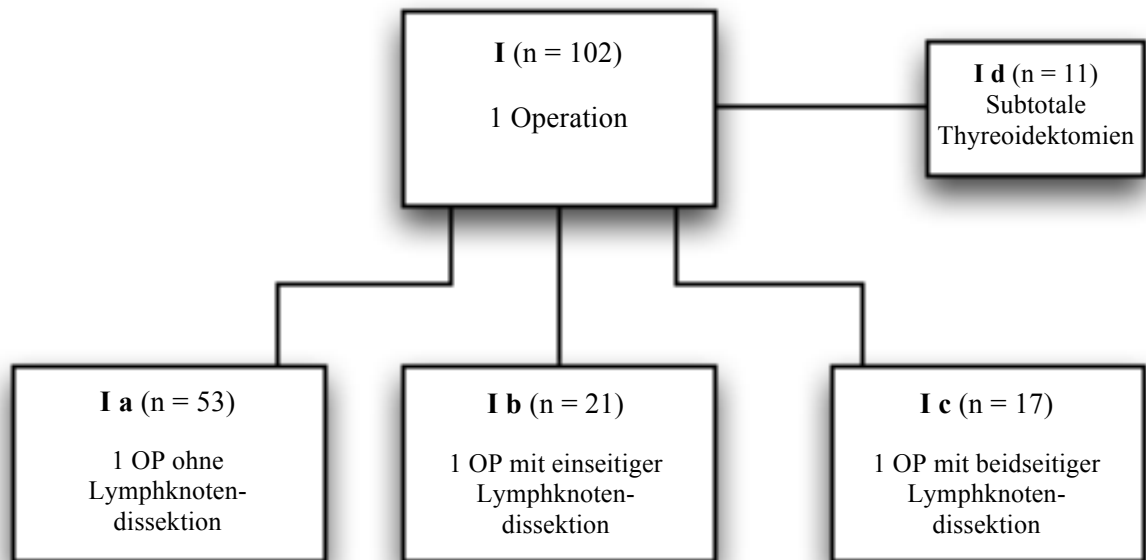 I (n = 102)
1 Operation
I d (n = 11)
Subtotale
Thyreoidektomien
I a (n = 53)
1 OP ohne
Lymphknoten-
dissektion
I b (n = 21)
1 OP mit einseitiger
Lymphknoten-
dissektion
I c (n = 17)
1 OP mit beidseitiger
Lymphknoten-
dissektion